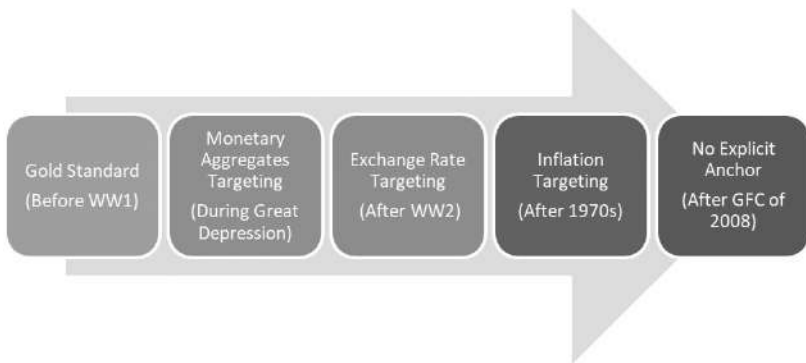 Gold Standard
(Before WW1)
Monetary
Aggregates
Targeting
(During Great
Depression)
Exchange Rate
Targeting
(After WW2)
Inflation
Targeting
(After 1970s)
No Explicit
Anchor
(After GFC of
2008)